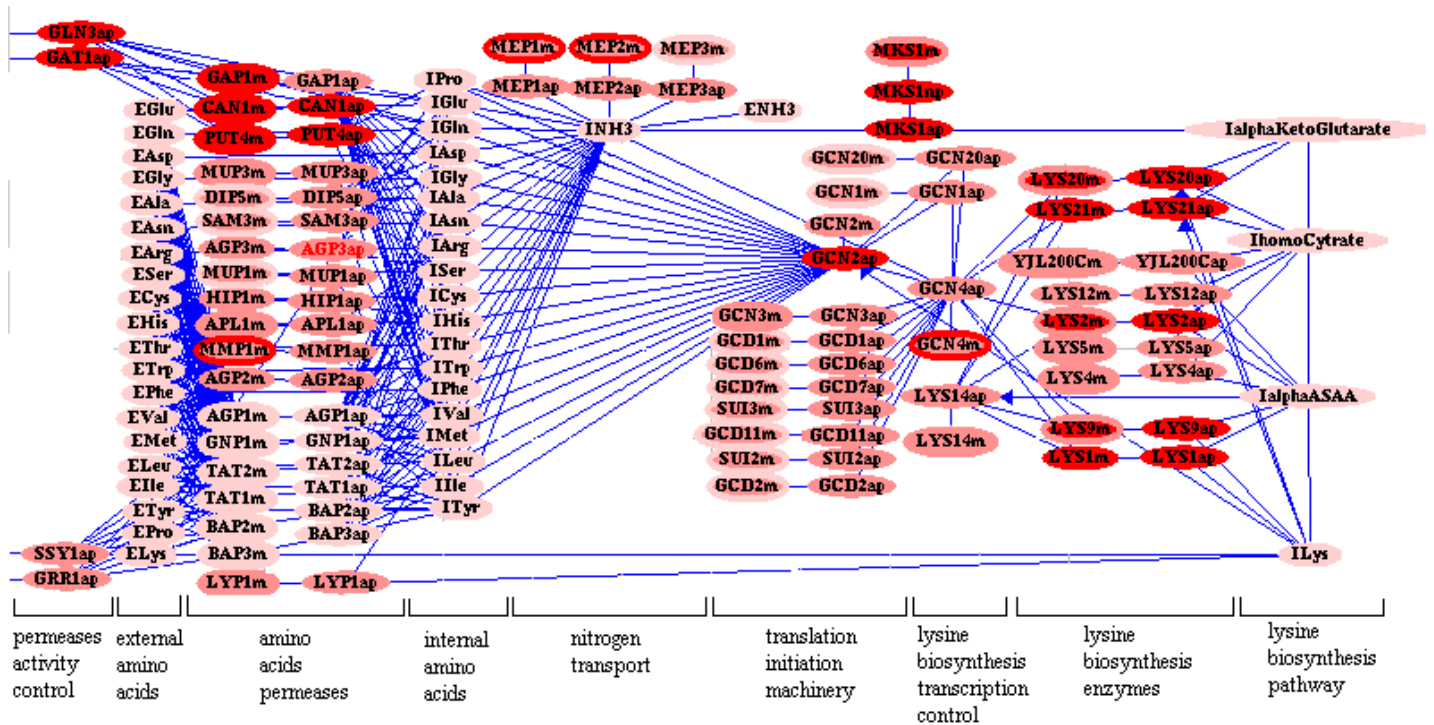 GLN3ap
GAT1ap
SSY1ap
GRR1ap
EGlu
EGln
EAsp
EGly
EAla
EAsn
EArg
ESer
ECys
EHis
EThr
ETrp
EPhe
EVal
EMet
ELeu
EIle
ETyr
EPro
ELys
GAP1m GAP1ap
CAN1m CAN1ap
PUT4m PUT4ap
MUP3m MUP3ap
DIP5m DIP5ap
SAM3m SAM3ap
AGP3m AGP3ap
MUP1m MUP1ap
HIP1m HIP1ap
APL1m APL1ap
MMP1m MMP1ap
AGP2m AGP2ap
AGP1m AGP1ap
GNP1m GNP1ap
TAT2m TAT2ap
TAT1m TAT1ap
BAP2m BAP2ap
BAP3m BAP3ap
LYP1m LYP1ap
IPro
IGlu
IGln
IAsp
IGly
IAla
IAsn
IArg
ISer
ICys
IHis
IThr
ITrp
IPhe
IVal
IMet
ILeu
IIle
ITyr
MEP1m MEP2m MEP3m
MEP1ap MEP2ap MEP3ap
ENH3
INH3
MKS1m
MKS1np
MKS1ap
GCN20m GCN20ap
GCN1m GCN1ap
GCN2m
GCN2ap
GCN4ap
GCN4m
GCN3m GCN3ap
GCD1m GCD1ap
GCD6m GCD6ap
GCD7m GCD7ap
SUI3m SUI3ap
GCD11m GCD11ap
SUI2m SUI2ap
GCD2m GCD2ap
LYS14ap
LYS14m
LYS20m LYS20ap
LYS21m LYS21ap
YJL200Cm YJL200Cap
LYS12m LYS12ap
LYS2m LYS2ap
LYS5m LYS5ap
LYS4m LYS4ap
LYS9m LYS9ap
LYS1m LYS1ap
IalphaKetoGlutarate
IhomoCytrate
IalphaASAA
ILys
permeases
activity
control
external
amino
acids
amino
acids
permeases
internal
amino
acids
nitrogen
transport
translation
initiation
machinery
lysine
biosynthesis
transcription
control
lysine
biosynthesis
enzymes
lysine
biosynthesis
pathway